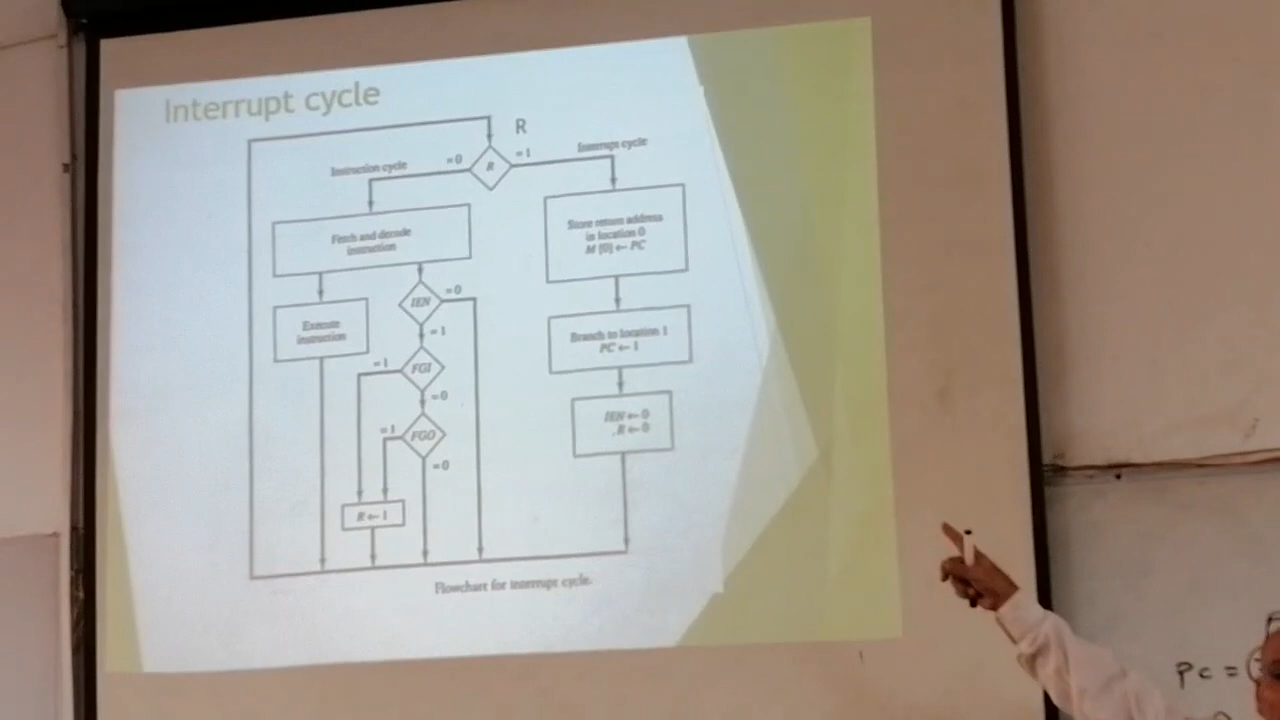 Interrupt cycle
R
Instruction cycle
=0
R
=1
Interrupt cycle
Fetch and decode
instruction
Store return address
in location 0
M (0) ← PC
Execute
instruction
IEN
=0
=1
Branch to location 1
PC ← 1
FGI
=1
=0
IEN ← 0
R ← 0
FGO
=1
=0
R ← 1
Flowchart for interrupt cycle.
PC =